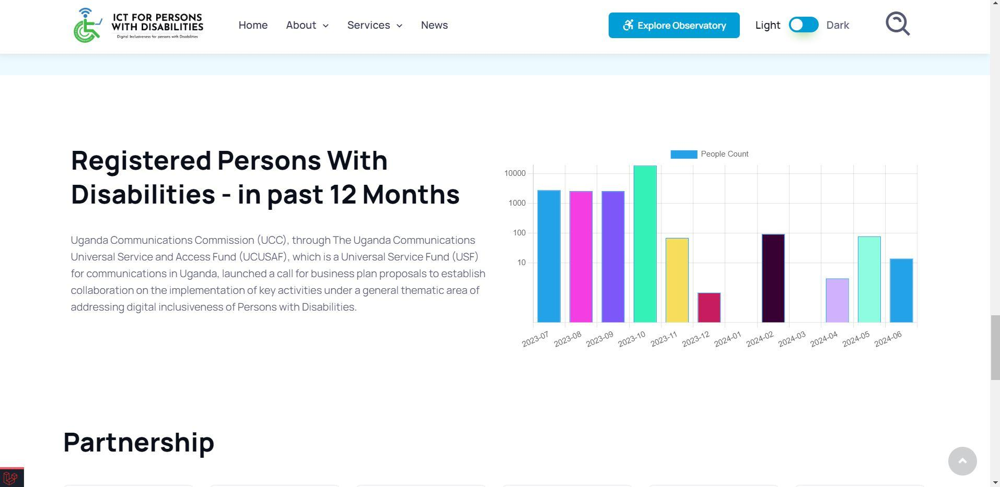 ICT FOR PERSONS
WITH DISABILITIES
Digital Inclusiveness for persons with Disabilities
Home
About
Services
News
Explore Observatory
Light
Dark
Registered Persons With
Disabilities - in past 12 Months
Uganda Communications Commission (UCC), through The Uganda Communications
Universal Service and Access Fund (UCUSAF), which is a Universal Service Fund (USF)
for communications in Uganda, launched a call for business plan proposals to establish
collaboration on the implementation of key activities under a general thematic area of
addressing digital inclusiveness of Persons with Disabilities.
People Count
10000
1000
100
10
2023-07
2023-08
2023-09
2023-10
2023-11
2023-12
2024-01
2024-02
2024-03
2024-04
2024-05
2024-06
Partnership